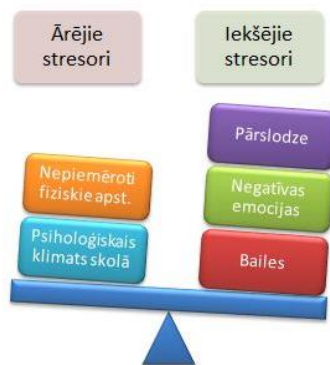 Ārējie
stresori
Iekšējie
stresori
Nepiemēroti
fiziskie apst.
Psiholoģiskais
klimats skolā
Pārslodze
Negatīvas
emocijas
Bailes